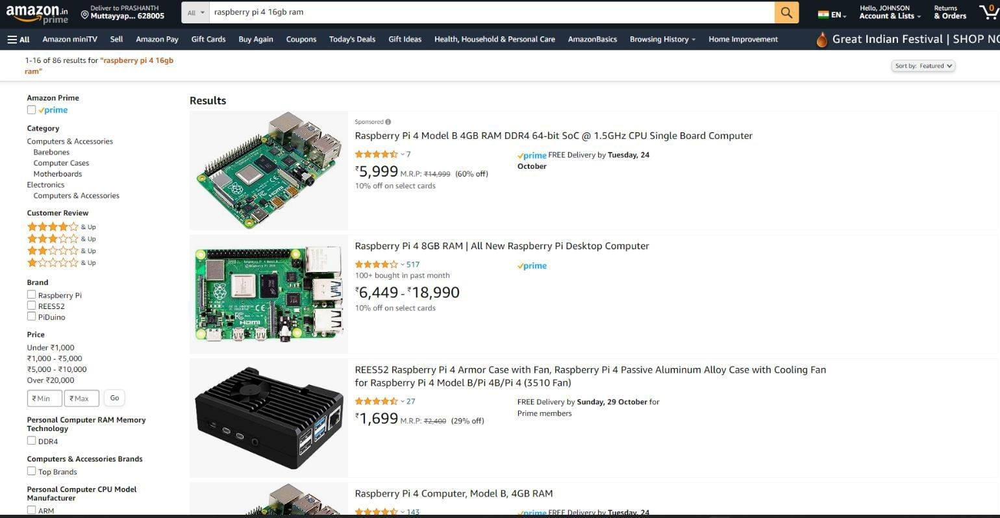 amazon.in
prime
Deliver to PRASHANTH
Muttayyap... 628005
All
raspberry pi 4 16gb ram
EN
Hello, JOHNSON
Account & Lists
Returns
& Orders
0
All
Amazon miniTV
Sell
Amazon Pay
Gift Cards
Buy Again
Coupons
Today's Deals
Gift Ideas
Health, Household & Personal Care
AmazonBasics
Browsing History
Home Improvement
Great Indian Festival | SHOP NO
1-16 of 86 results for "raspberry pi 4 16gb
ram"
Sort by: Featured
Amazon Prime
prime
Category
Computers & Accessories
Barebones
Computer Cases
Motherboards
Electronics
Computers & Accessories
Customer Review
& Up
& Up
& Up
& Up
Brand
Raspberry Pi
REES52
PiDuino
Price
Under ₹1,000
₹1,000 - ₹5,000
₹5,000 - ₹10,000
Over ₹20,000
₹ Min
₹ Max
Go
Personal Computer RAM Memory
Technology
DDR4
Computers & Accessories Brands
Top Brands
Personal Computer CPU Model
Manufacturer
ARM
Results
Sponsored
Raspberry Pi 4 Model B 4GB RAM DDR4 64-bit SoC @ 1.5GHz CPU Single Board Computer
7
₹5,999 M.R.P: ₹14,999 (60% off)
10% off on select cards
prime FREE Delivery by Tuesday, 24
October
Raspberry Pi 4 8GB RAM | All New Raspberry Pi Desktop Computer
517
100+ bought in past month
₹6,449 - ₹18,990
10% off on select cards
prime
HDMI
REES52 Raspberry Pi 4 Armor Case with Fan, Raspberry Pi 4 Passive Aluminum Alloy Case with Cooling Fan
for Raspberry Pi 4 Model B/Pi 4B/Pi 4 (3510 Fan)
27
₹1,699 M.R.P: ₹2,400 (29% off)
FREE Delivery by Sunday, 29 October for
Prime members
Raspberry Pi 4 Computer, Model B, 4GB RAM
143
prime FREE Delivery by Tuesday, 24